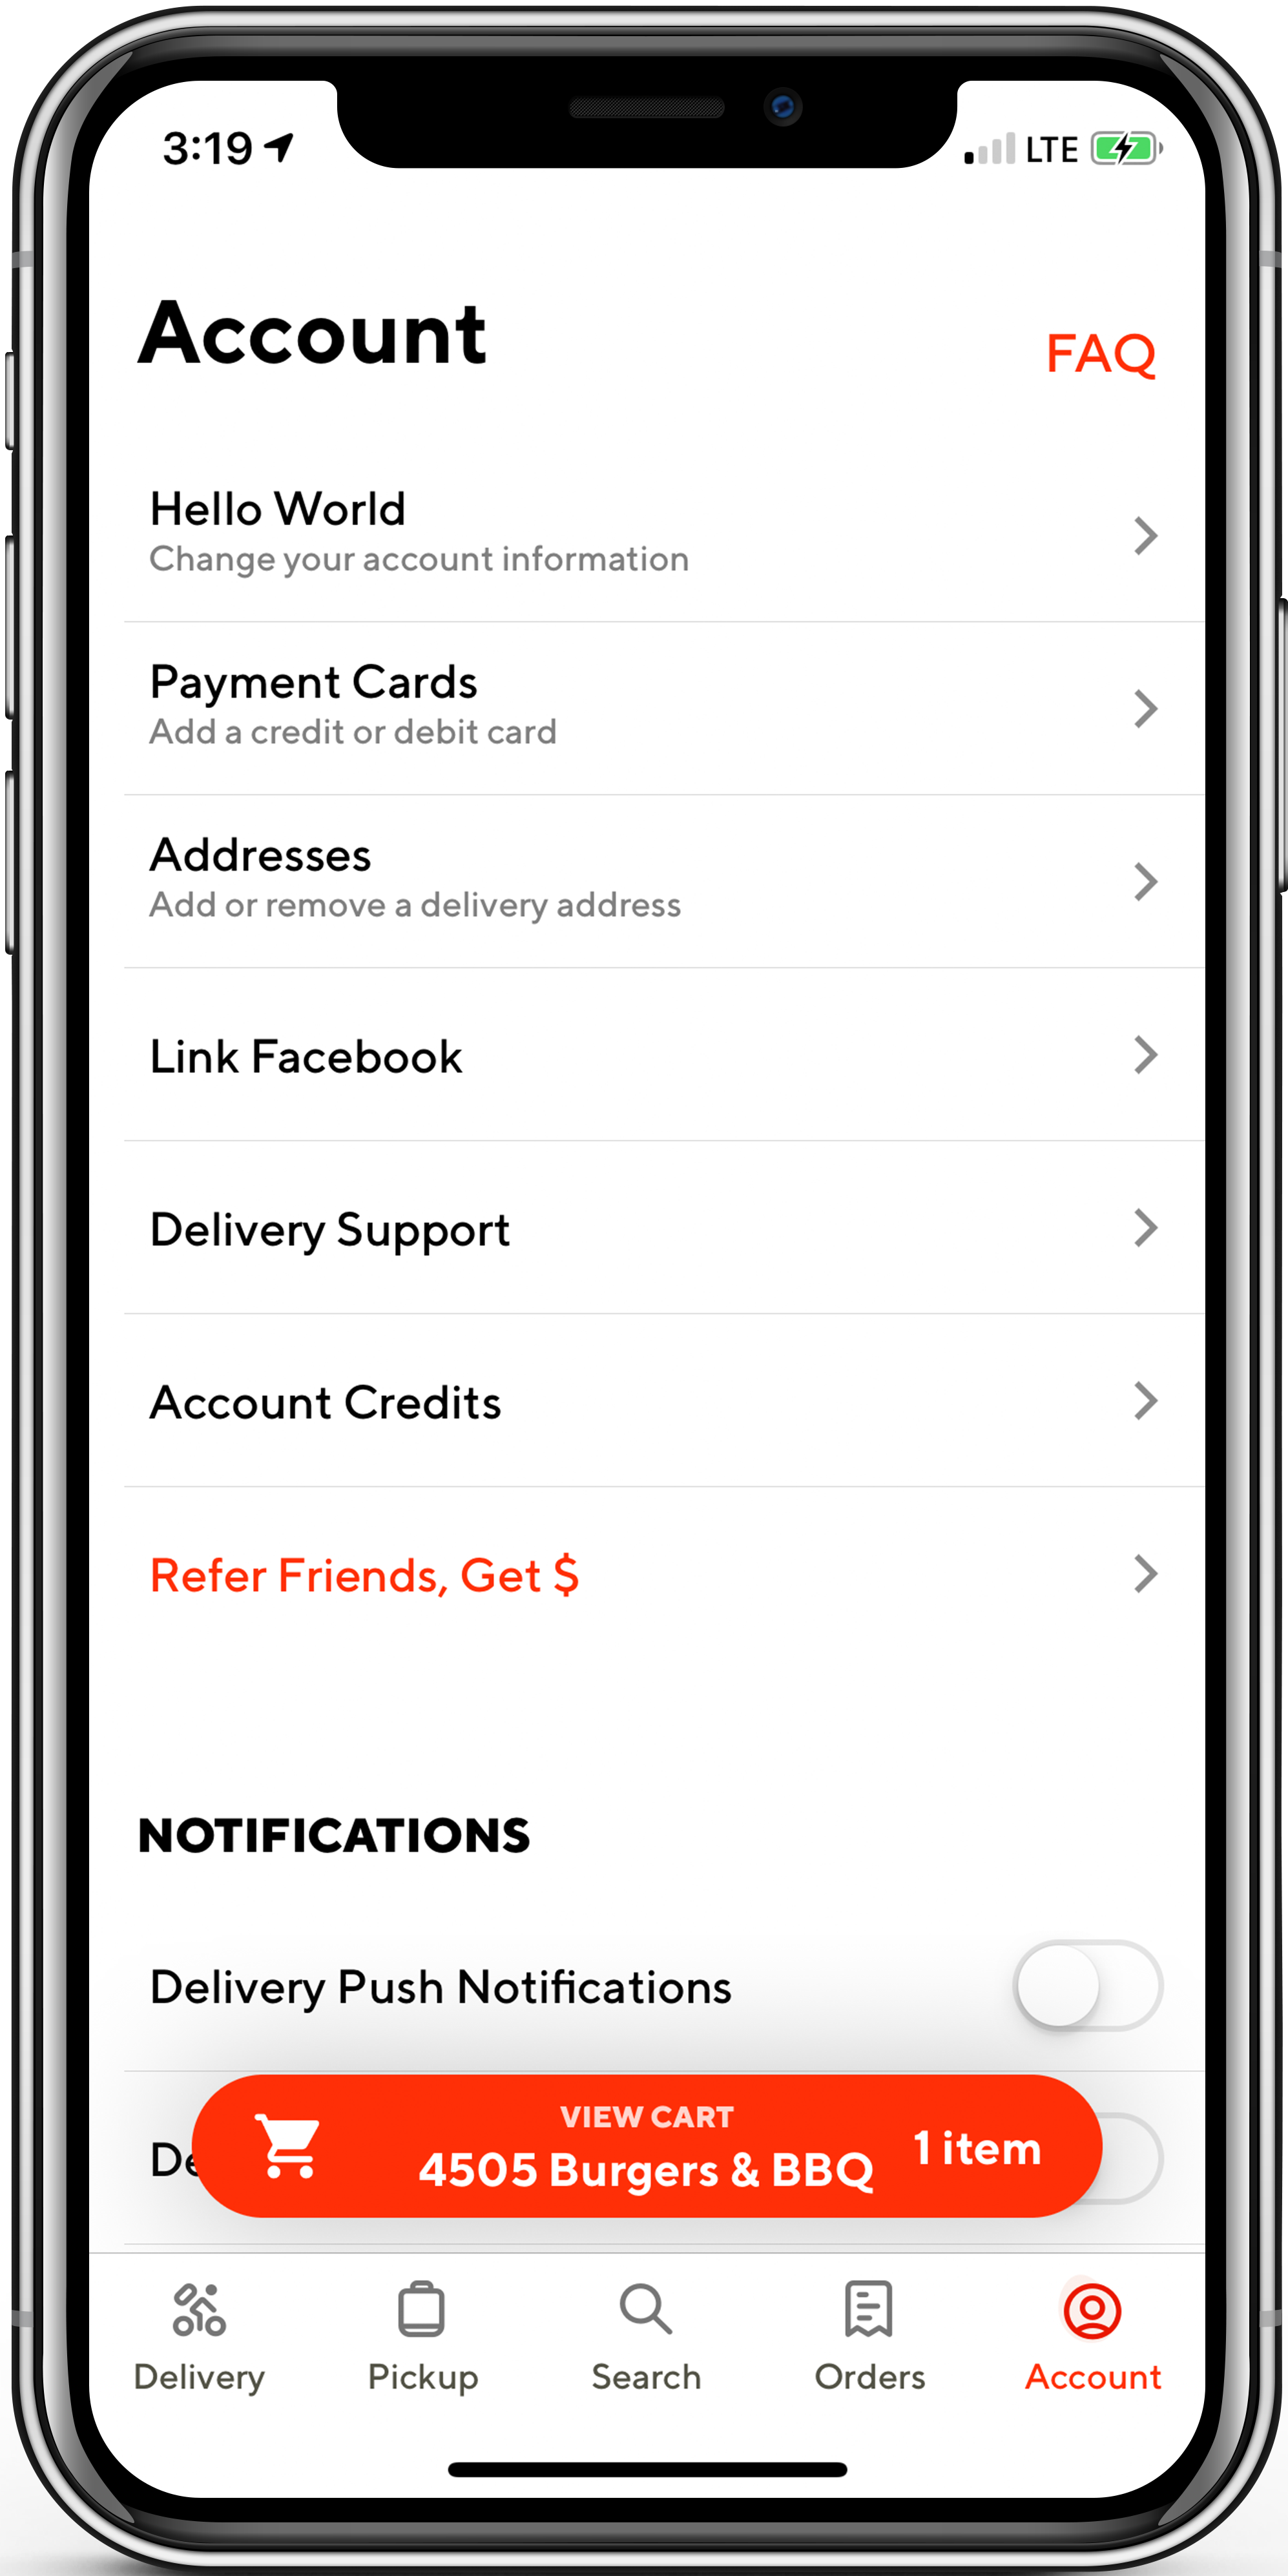 3:19
LTE
Account
FAQ
Hello World
Change your account information
Payment Cards
Add a credit or debit card
Addresses
Add or remove a delivery address
Link Facebook
Delivery Support
Account Credits
Refer Friends, Get $
NOTIFICATIONS
Delivery Push Notifications
VIEW CART
4505 Burgers & BBQ
1 item
Delivery
Pickup
Search
Orders
Account